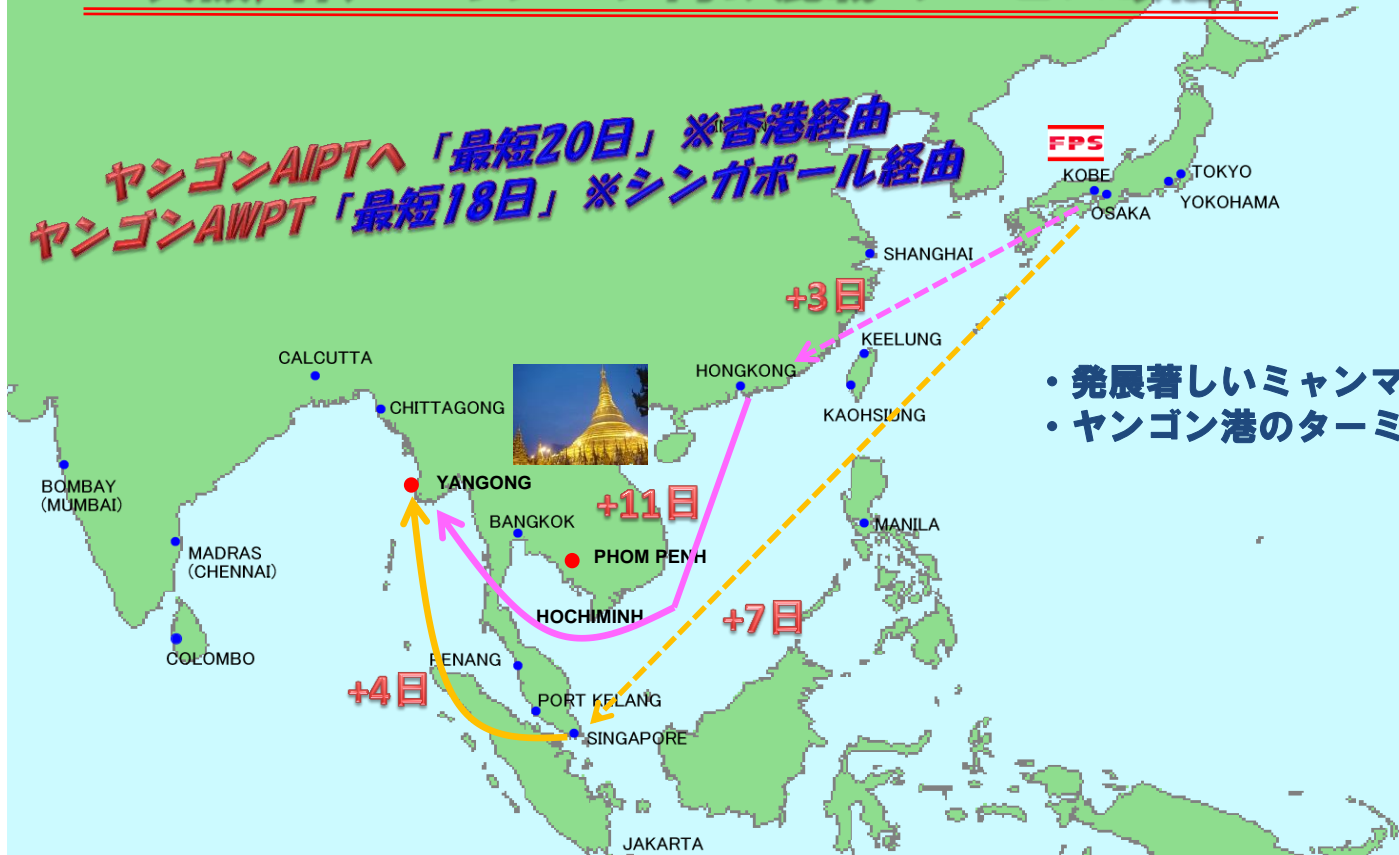 ヤンゴンAIPTへ「最短20日」※香港経由
ヤンゴンAWPT「最短18日」※シンガポール経由
FPS
KOBE
OSAKA
TOKYO
YOKOHAMA
SHANGHAI
+3日
KEELUNG
CALCUTTA
HONGKONG
KAOHSIUNG
CHITTAGONG
・発展著しいミャンマ
・ヤンゴン港のターミ
BOMBAY
(MUMBAI)
YANGONG
+11日
BANGKOK
MANILA
MADRAS
(CHENNAI)
PHOM PENH
HOCHIMINH
+7日
COLOMBO
PENANG
+4日
PORT KELANG
SINGAPORE
JAKARTA